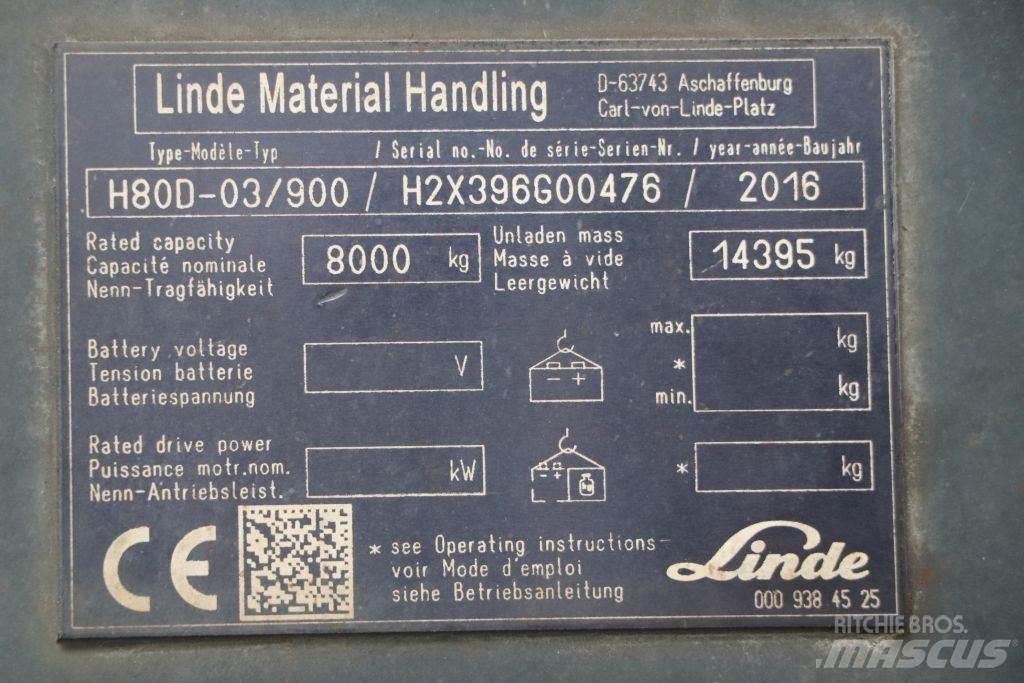 Linde Material Handling
D-63743 Aschaffenburg
Carl-von-Linde-Platz
Type-Modèle-Typ / Serial no.-No. de série-Serien-Nr. / year-année-Baujahr
H80D-03/900 / H2X396G00476 / 2016
Rated capacity
Capacité nominale
Nenn-Tragfähigkeit
8000 kg
Unladen mass
Masse à vide
Leergewicht
14395 kg
Battery voltage
Tension batterie
Batteriespannung
V
- +
max.
*
min.
kg
kg
Rated drive power
Puissance motr.nom.
Nenn-Antriebsleist.
kW
- +
kg
* kg
CE
* see Operating instructions-
voir Mode d'emploi
siehe Betriebsanleitung
Linde
000 938 45 25
RITCHIE BROS.
MASCUS